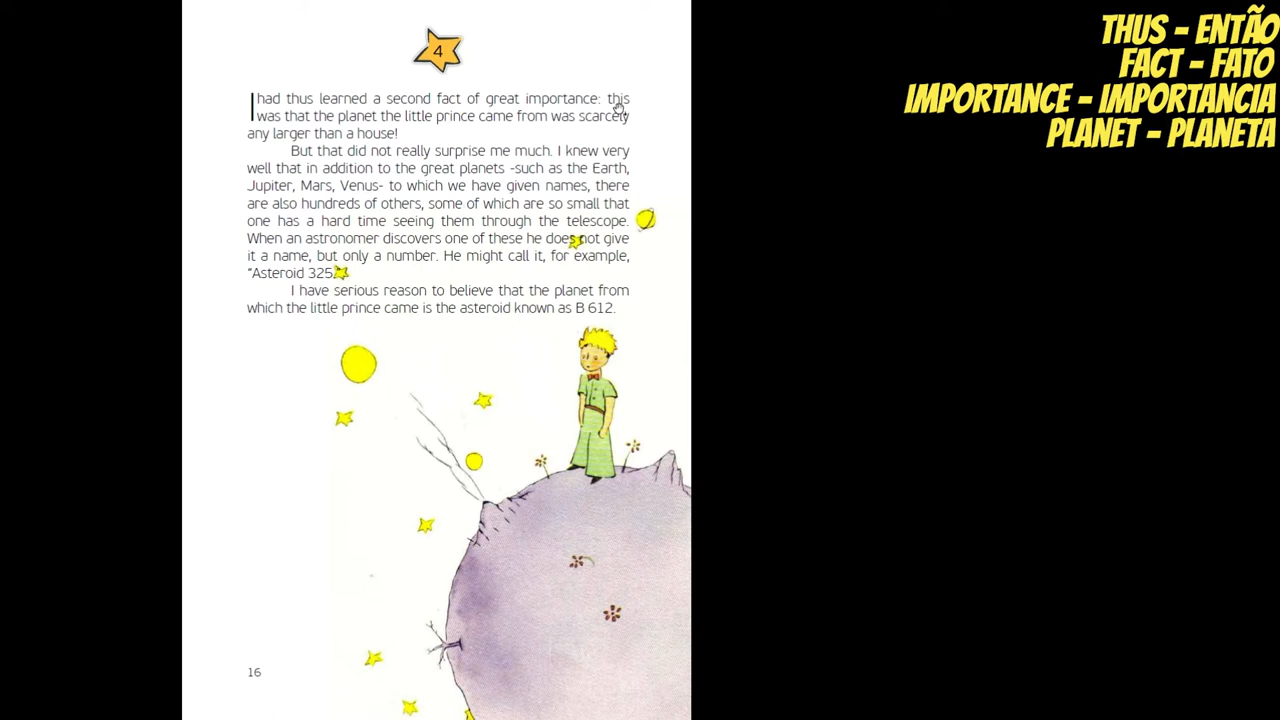 4
I had thus learned a second fact of great importance: this
was that the planet the little prince came from was scarcely
any larger than a house!
But that did not really surprise me much. I knew very
well that in addition to the great planets -such as the Earth,
Jupiter, Mars, Venus- to which we have given names, there
are also hundreds of others, some of which are so small that
one has a hard time seeing them through the telescope.
When an astronomer discovers one of these he does not give
it a name, but only a number. He might call it, for example,
“Asteroid 325.”
I have serious reason to believe that the planet from
which the little prince came is the asteroid known as B 612.
16
THUS - ENTÃO
FACT - FATO
IMPORTANCE - IMPORTANCIA
PLANET - PLANETA